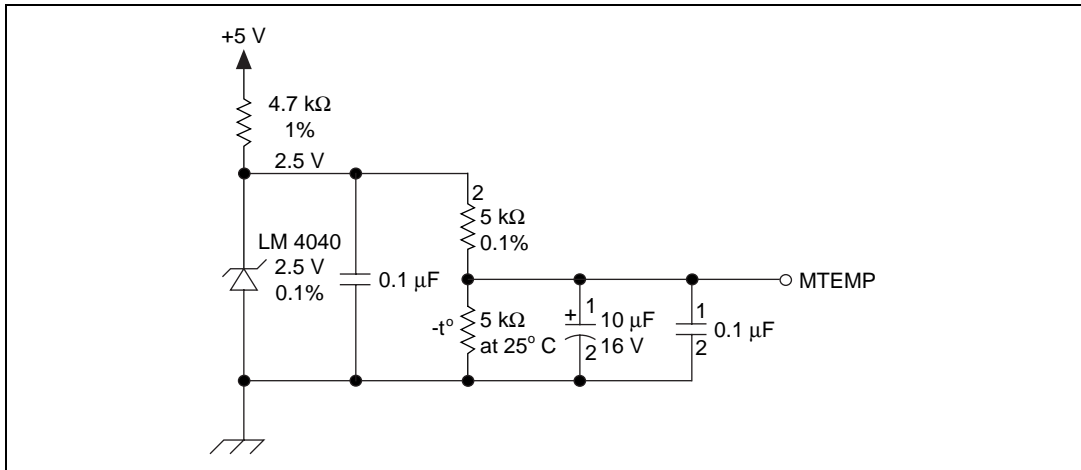 +5 V
4.7 kΩ
1%
2.5 V
2
5 kΩ
0.1%
LM 4040
2.5 V
0.1%
0.1 µF
MTEMP
-t°
5 kΩ
at 25° C
+
1
10 µF
2
16 V
1
0.1 µF
2